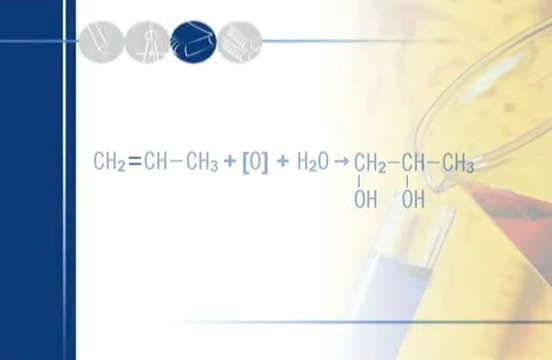 CH₂=CH–CH₃ + [O] + H₂O → CH₂–CH–CH₃
OH OH